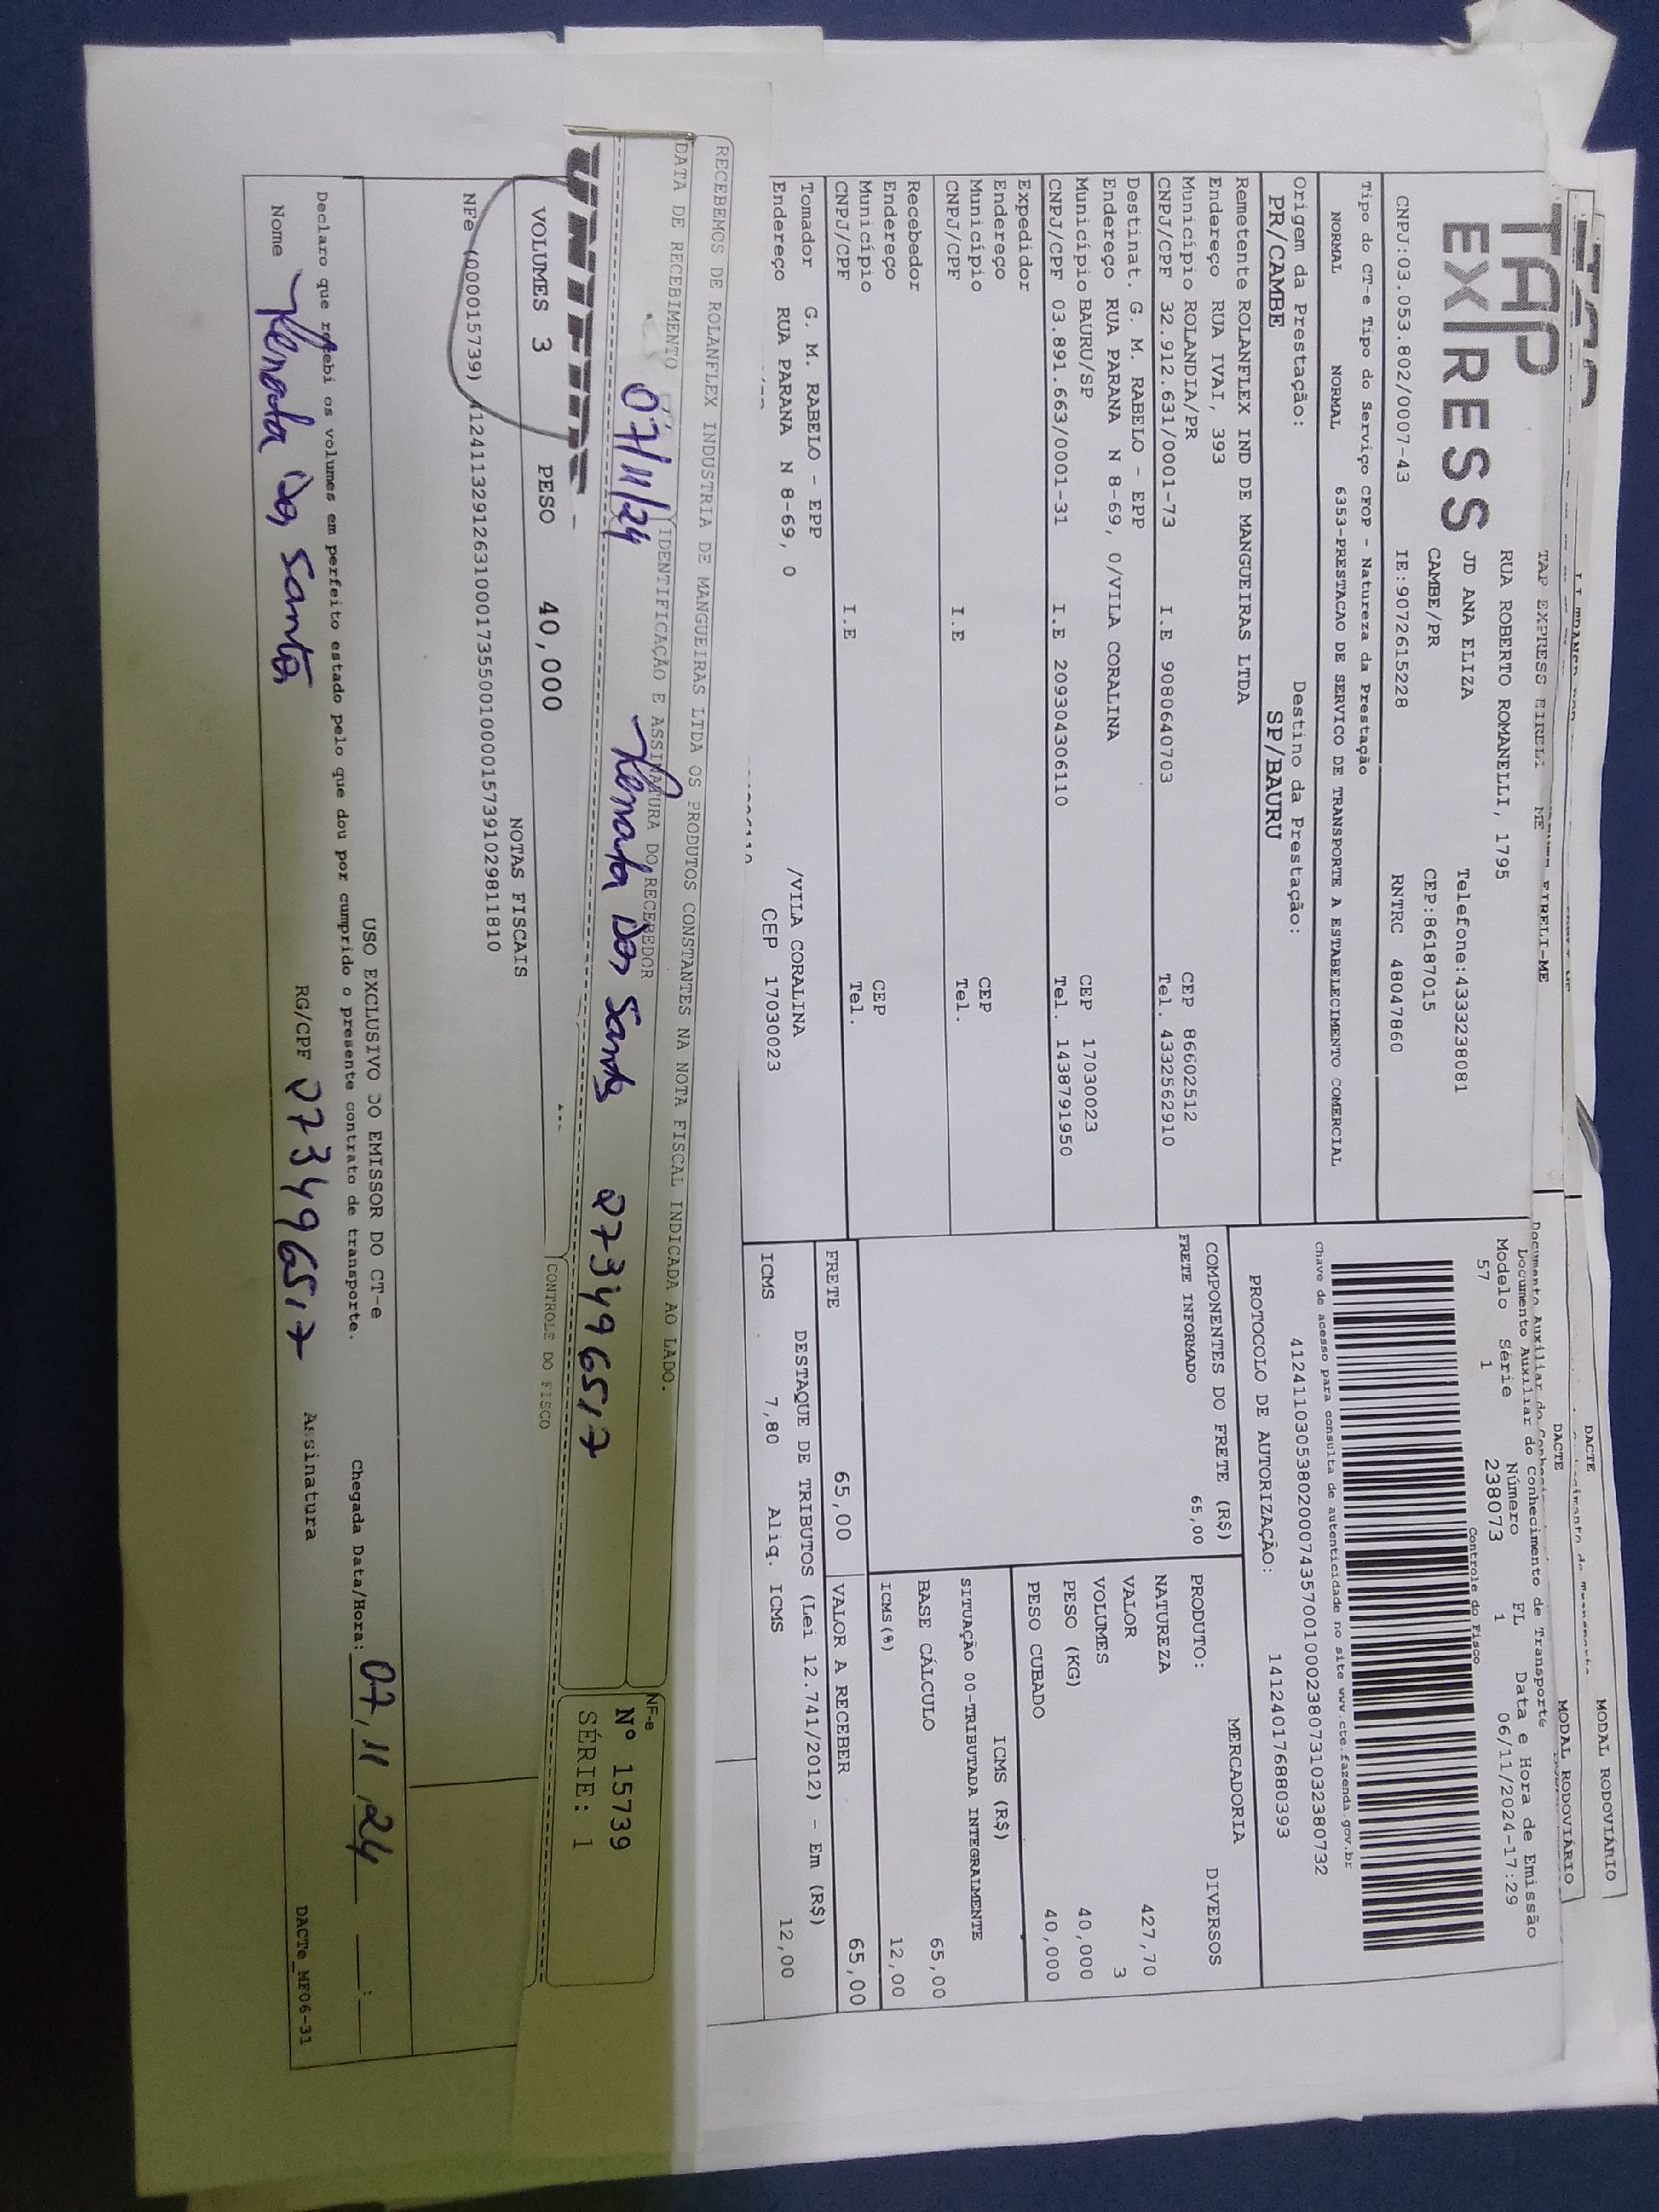 TAP
EXPRESS
TAP EXPRESS EIRELI ME
RUA ROBERTO ROMANELLI, 1795
JD ANA ELIZA
Telefone:4333238081
CAMBE/PR
CEP:86187015
CNPJ:03.053.802/0007-43
IE:9072615228
RNTRC 48047860
DACTE
MODAL RODOVIÁRIO
DACTE
MODAL RODOVIÁRIO
Documento Auxiliar do Conhecimento de Transporte
Modelo Série Número FL Data e Hora de Emissão
57 1 238073 1 06/11/2024-17:29
Controle do Fisco
Chave de acesso para consulta de autenticidade no site www.cte.fazenda.gov.br
41241103053802000743570010002380731032380732
PROTOCOLO DE AUTORIZAÇÃO: 141240176880393
Tipo do CT-e Tipo do Serviço CFOP - Natureza da Prestação
NORMAL NORMAL 6353-PRESTACAO DE SERVICO DE TRANSPORTE A ESTABELECIMENTO COMERCIAL
Origem da Prestação: Destino da Prestação:
PR/CAMBE SP/BAURU
Remetente ROLANFLEX IND DE MANGUEIRAS LTDA
Endereço RUA IVAI, 393
Município ROLANDIA/PR CEP 86602512
CNPJ/CPF 32.912.631/0001-73 I.E 9080640703 Tel. 4332562910
Destinat. G. M. RABELO - EPP
Endereço RUA PARANA N 8-69, 0/VILA CORALINA
Município BAURU/SP CEP 17030023
CNPJ/CPF 03.891.663/0001-31 I.E 209304306110 Tel. 1438791950
Expedidor
Endereço
Município CEP
CNPJ/CPF I.E Tel.
Recebedor
Endereço
Município CEP
CNPJ/CPF I.E Tel.
Tomador G. M. RABELO - EPP
Endereço RUA PARANA N 8-69, 0 /VILA CORALINA
CEP 17030023
COMPONENTES DO FRETE (R$)
FRETE INFORMADO 65,00
MERCADORIA
PRODUTO: DIVERSOS
NATUREZA
VALOR 427,70
VOLUMES 3
PESO (KG) 40,000
PESO CUBADO 40,000
ICMS (R$)
SITUAÇÃO 00-TRIBUTADA INTEGRALMENTE
BASE CÁLCULO 65,00
ICMS(%) 12,00
FRETE 65,00 VALOR A RECEBER 65,00
DESTAQUE DE TRIBUTOS (Lei 12.741/2012) - Em (R$)
ICMS 7,80 Aliq. ICMS 12,00
RECEBEMOS DE ROLANFLEX INDUSTRIA DE MANGUEIRAS LTDA OS PRODUTOS CONSTANTES NA NOTA FISCAL INDICADA AO LADO.
DATA DE RECEBIMENTO IDENTIFICAÇÃO E ASSINATURA DO RECEBEDOR
07/11/24 Renata Dos Santos 273496517
NF-e
Nº 15739
SÉRIE: 1
CONTROLE DO FISCO
VOLUMES 3 PESO 40,000
NOTAS FISCAIS
NFe (000015739) 41241132912631000173550010000157391029811810
USO EXCLUSIVO DO EMISSOR DO CT-e
Declaro que recebi os volumes em perfeito estado pelo que dou por cumprido o presente contrato de transporte. Chegada Data/Hora: 07/11/24 __:__
Nome Renata Dos Santos RG/CPF 273496517 Assinatura
DACTe_MF06-31